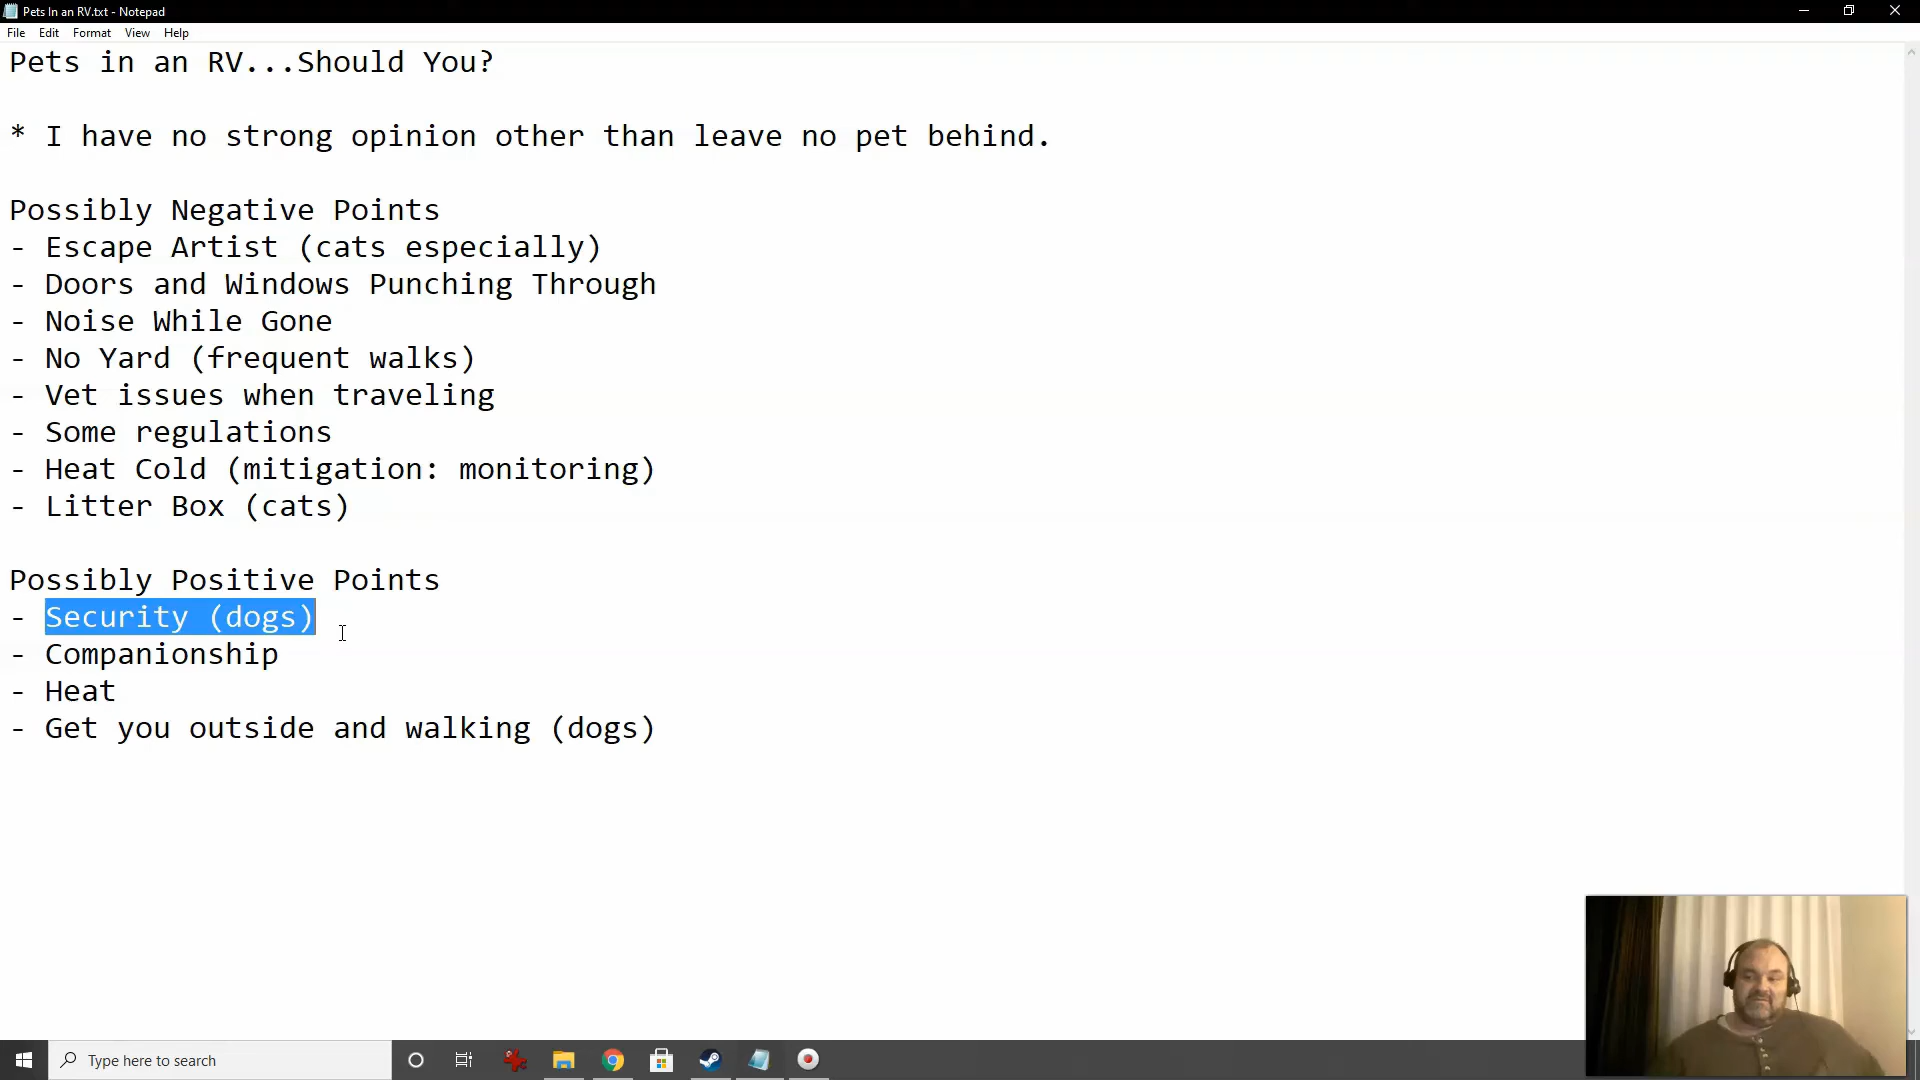 Pets In an RV.txt - Notepad
File Edit Format View Help
Pets in an RV...Should You?
* I have no strong opinion other than leave no pet behind.
Possibly Negative Points
- Escape Artist (cats especially)
- Doors and Windows Punching Through
- Noise While Gone
- No Yard (frequent walks)
- Vet issues when traveling
- Some regulations
- Heat Cold (mitigation: monitoring)
- Litter Box (cats)
Possibly Positive Points
- Security (dogs)
- Companionship
- Heat
- Get you outside and walking (dogs)
Type here to search